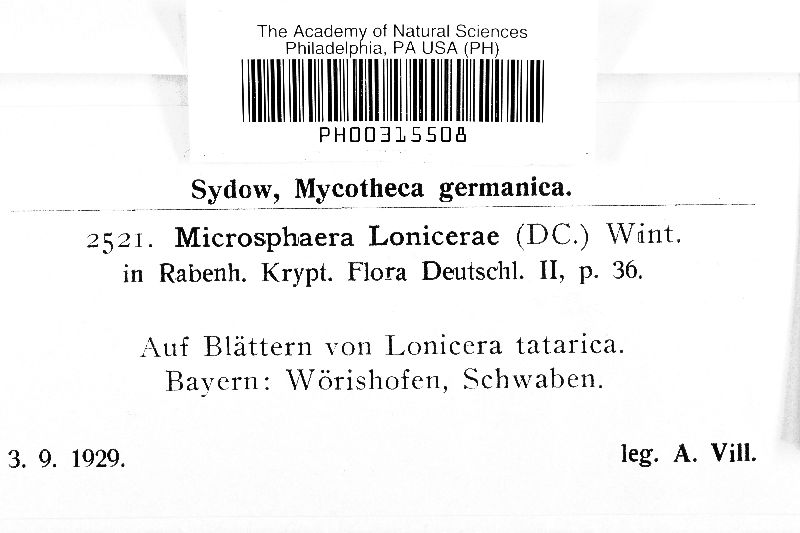 The Academy of Natural Sciences
Philadelphia, PA USA (PH)
PH00315508
Sydow, Mycotheca germanica.
2521. Microsphaera Lonicerae (DC.) Wint.
in Rabenh. Krypt. Flora Deutschl. II, p. 36.
Auf Blättern von Lonicera tatarica.
Bayern: Wörishofen, Schwaben.
3. 9. 1929. leg. A. Vill.